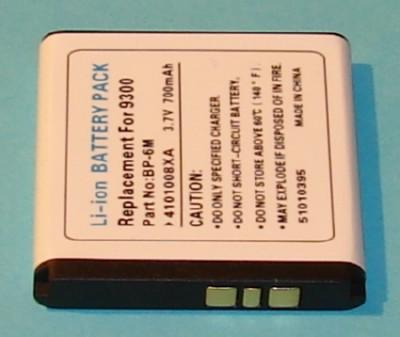 Li-ion BATTERY PACK
Replacement For 9300
Part No:BP-6M
4101008XA 3.7V 700mAh
CAUTION:
•DO ONLY SPECIFIED CHARGER.
•DO NOT SHORT-CIRCUIT BATTERY.
•DO NOT STORE ABOVE 60℃(140°F)
•MAY EXPLODE IF DISPOSED OF IN FIRE.
51010395 MADE IN CHINA